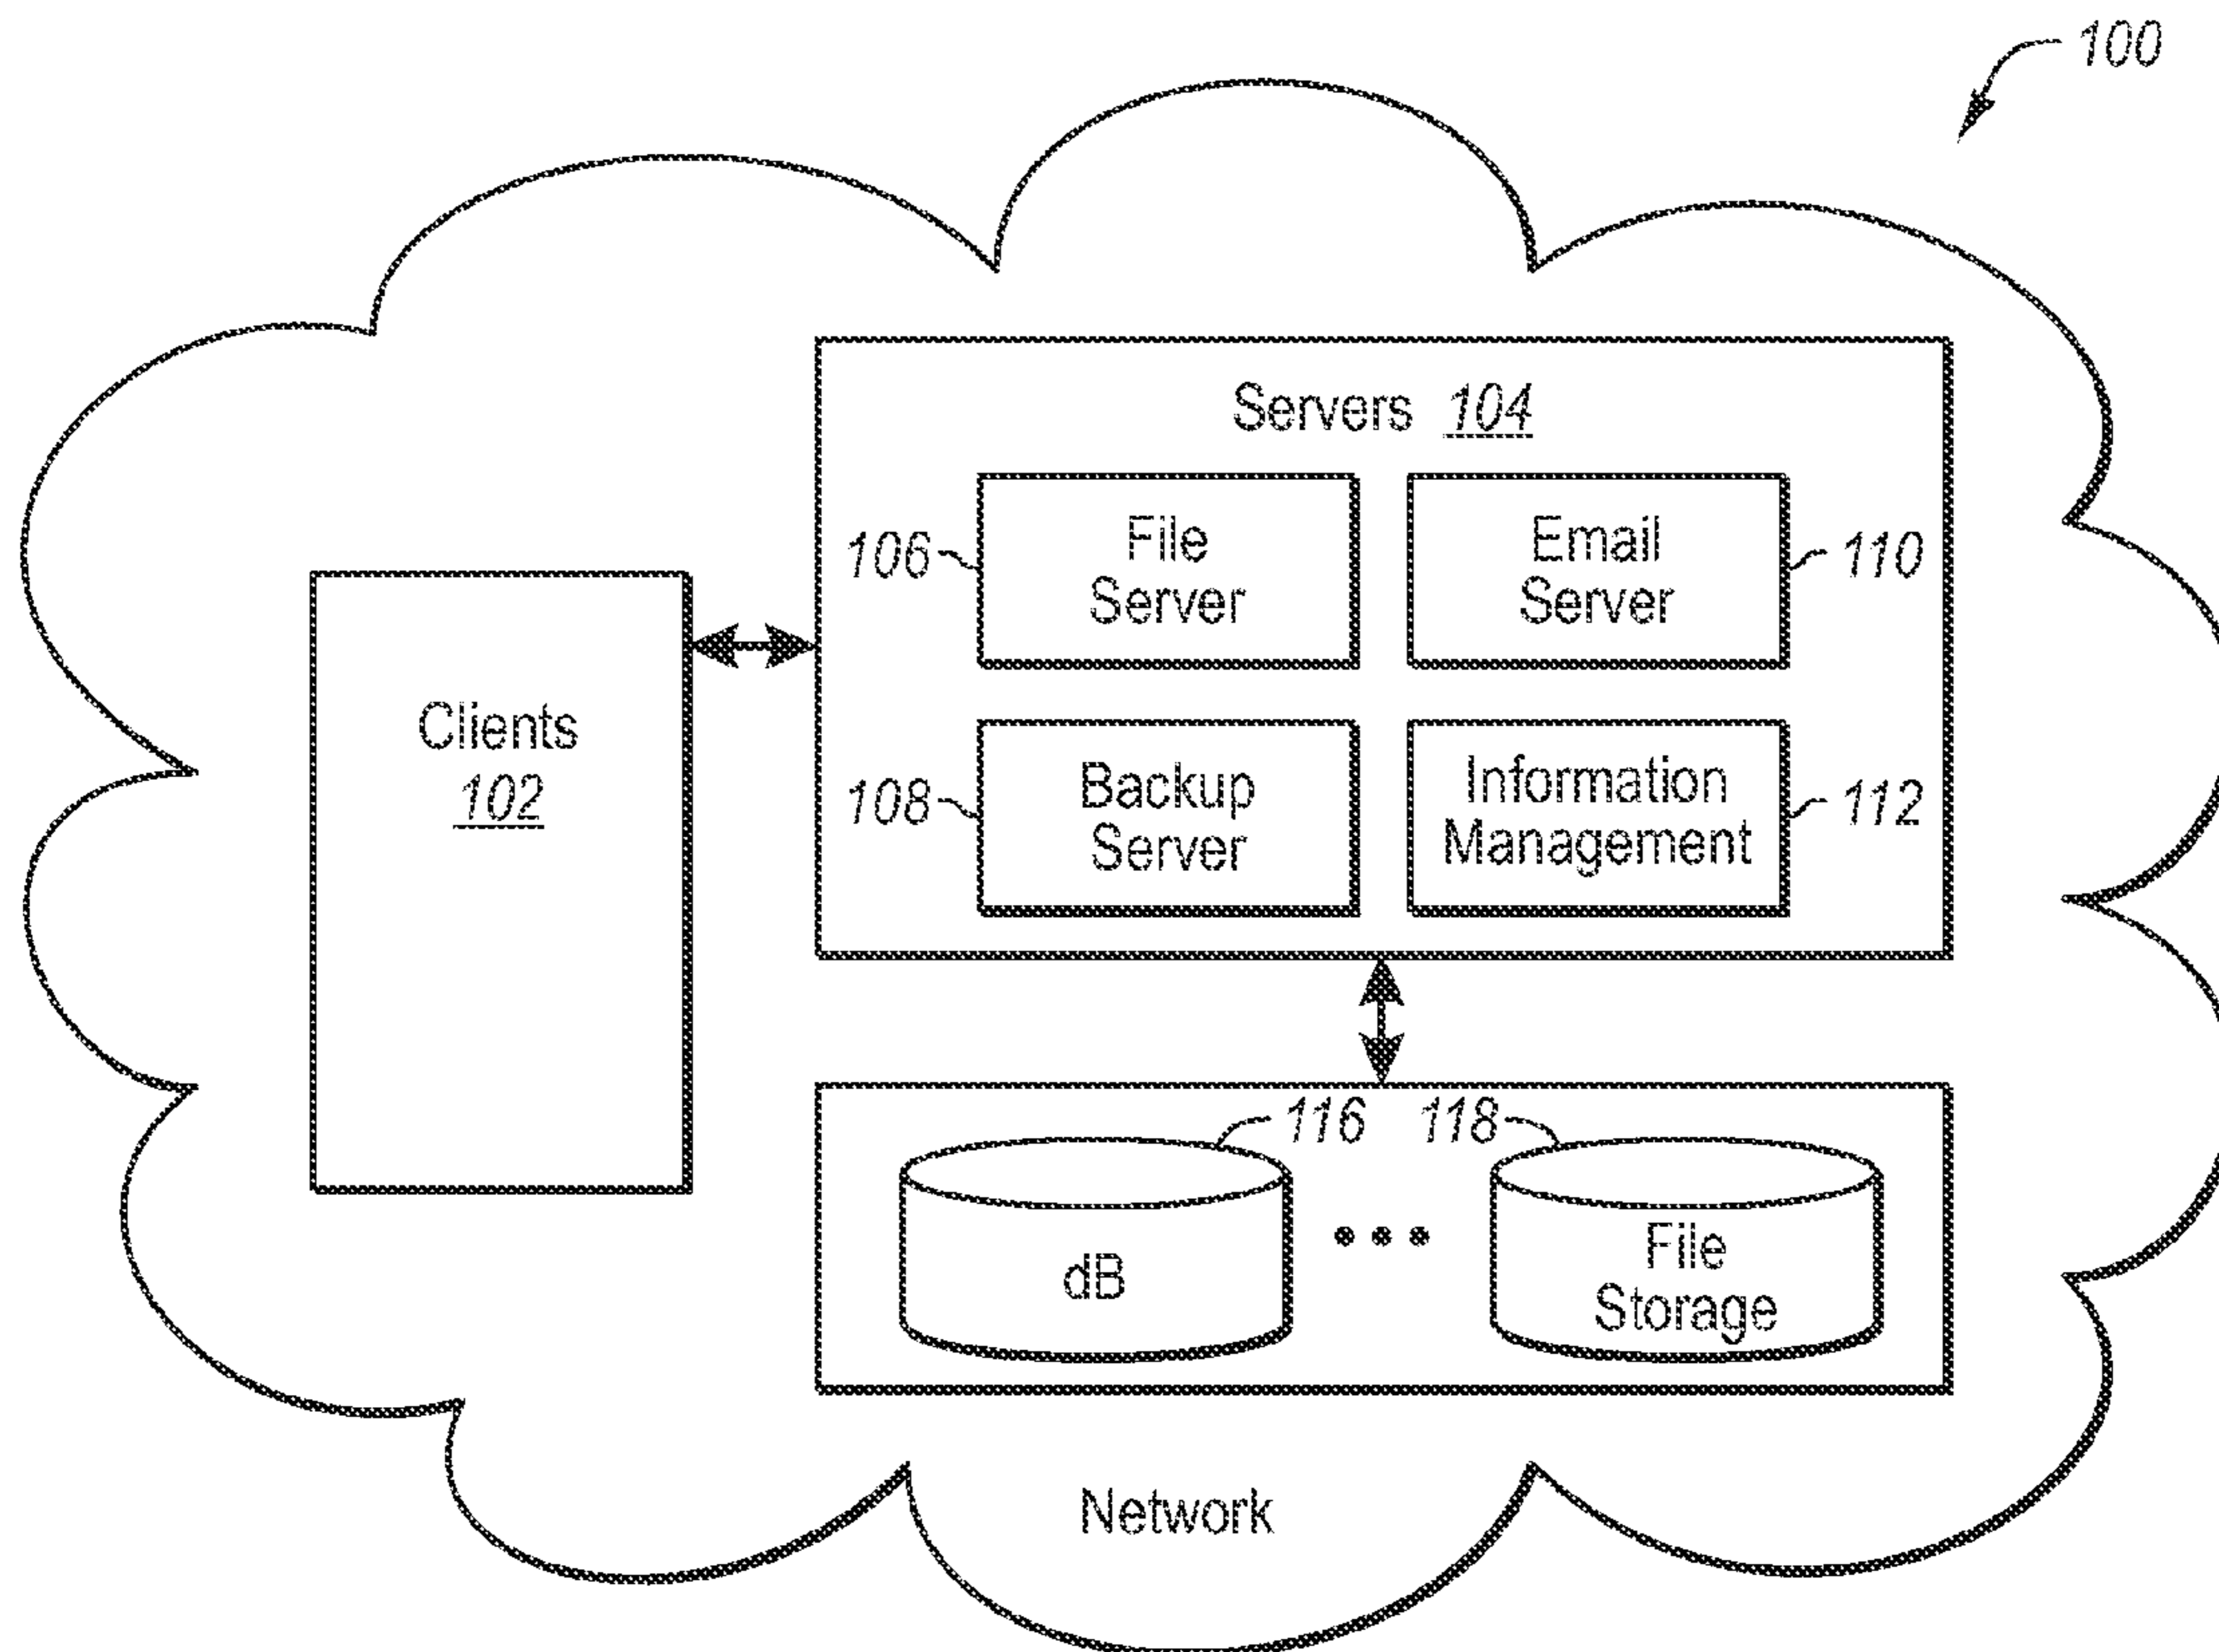 100
Servers 104
106
File
Server
Email
Server
110
Clients
102
108
Backup
Server
Information
Management
112
116
118
dB
File
Storage
Network